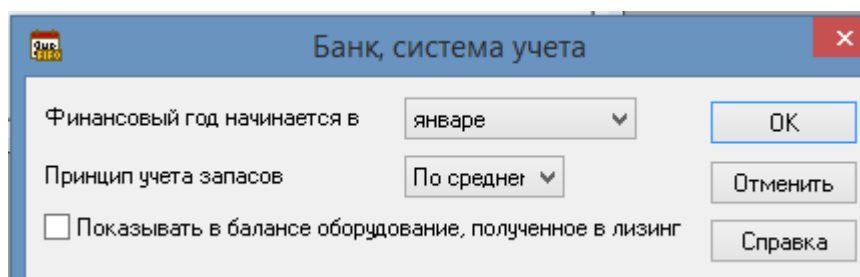 Банк, система учета
Финансовый год начинается в январе OK
Принцип учета запасов По среднег Отменить
Показывать в балансе оборудование, полученное в лизинг Справка